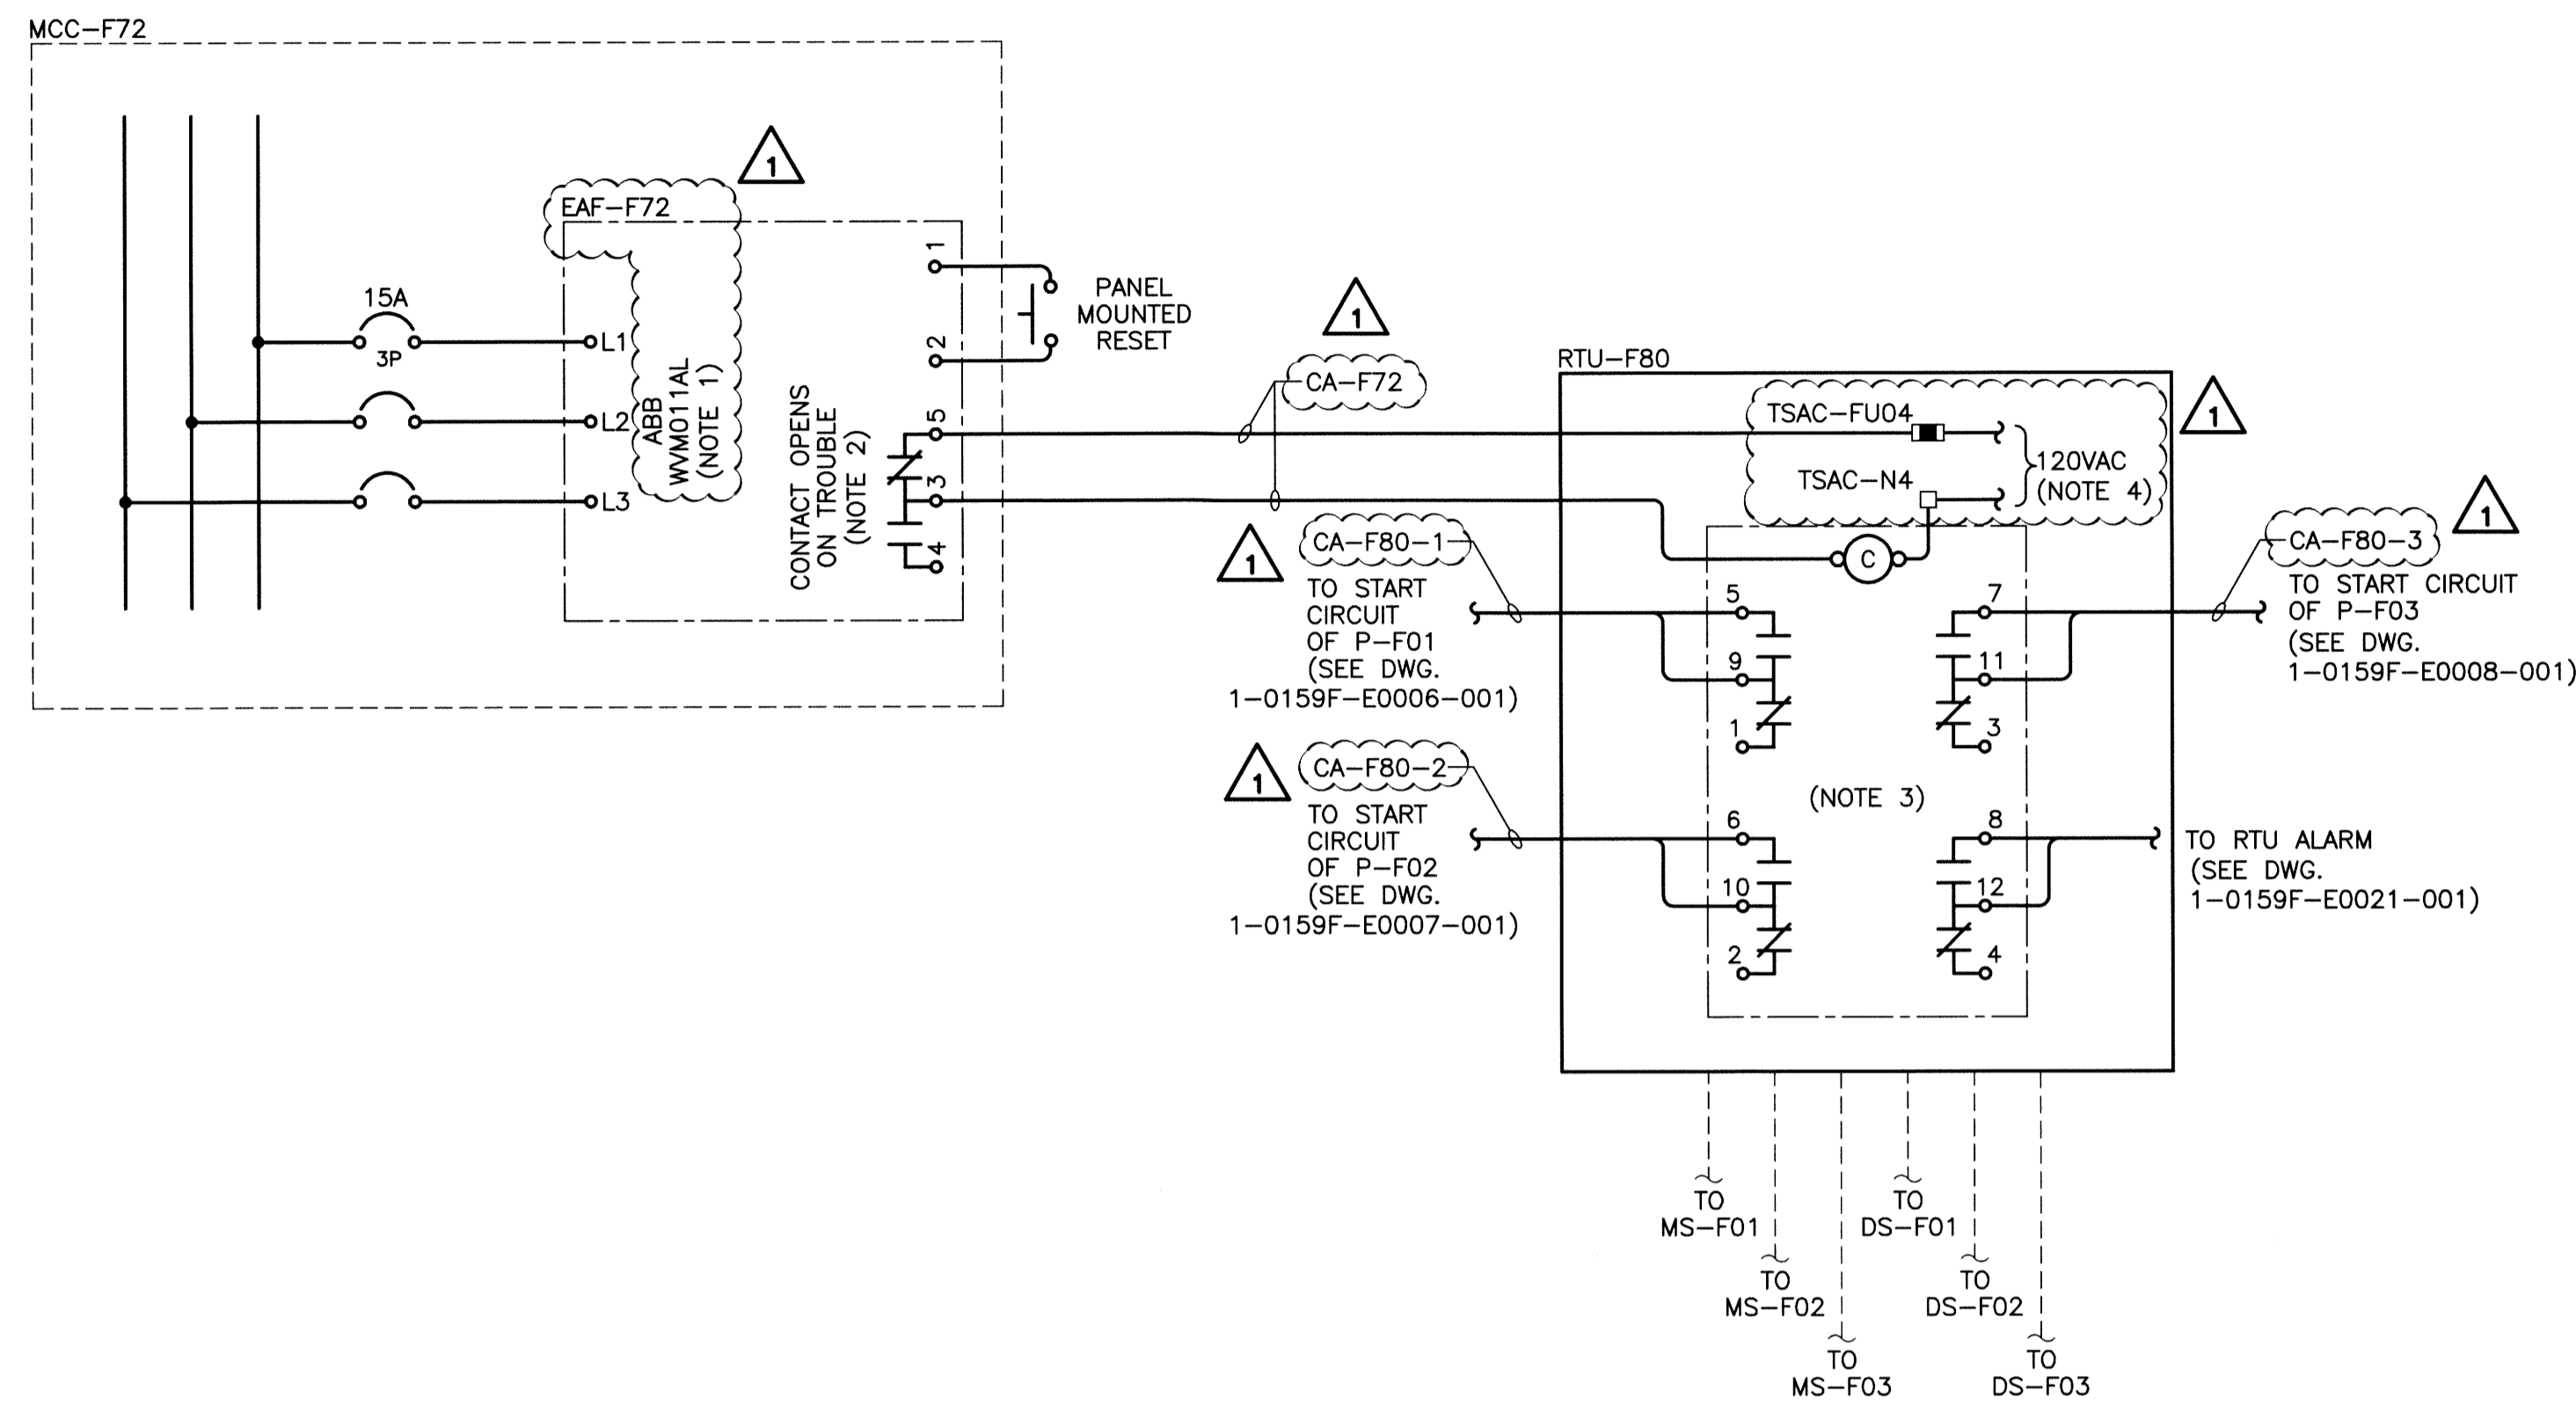 MCC-F72
1
EAF-F72
15A
3P
L1
L2
L3
ABB
WVM011AL
(NOTE 1)
CONTACT OPENS
ON TROUBLE
(NOTE 2)
1
2
5
3
4
PANEL
MOUNTED
RESET
1
CA-F72
RTU-F80
TSAC-FU04
TSAC-N4
120VAC
(NOTE 4)
1
C
1
CA-F80-1
TO START
CIRCUIT
OF P-F01
(SEE DWG.
1-0159F-E0006-001)
5
9
1
7
11
3
1
CA-F80-3
TO START CIRCUIT
OF P-F03
(SEE DWG.
1-0159F-E0008-001)
1
CA-F80-2
TO START
CIRCUIT
OF P-F02
(SEE DWG.
1-0159F-E0007-001)
(NOTE 3)
6
10
2
8
12
4
TO RTU ALARM
(SEE DWG.
1-0159F-E0021-001)
TO
MS-F01
TO
MS-F02
TO
MS-F03
TO
DS-F01
TO
DS-F02
TO
DS-F03